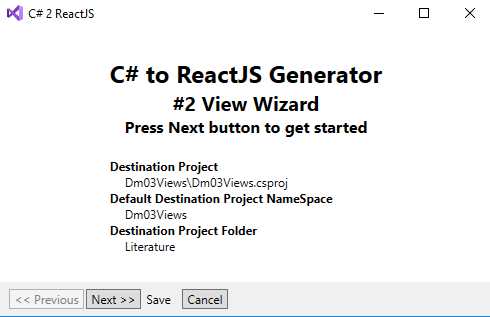 C# 2 ReactJS
C# to ReactJS Generator
#2 View Wizard
Press Next button to get started
Destination Project
Dm03Views\Dm03Views.csproj
Default Destination Project NameSpace
Dm03Views
Destination Project Folder
Literature
<< Previous Next >> Save Cancel